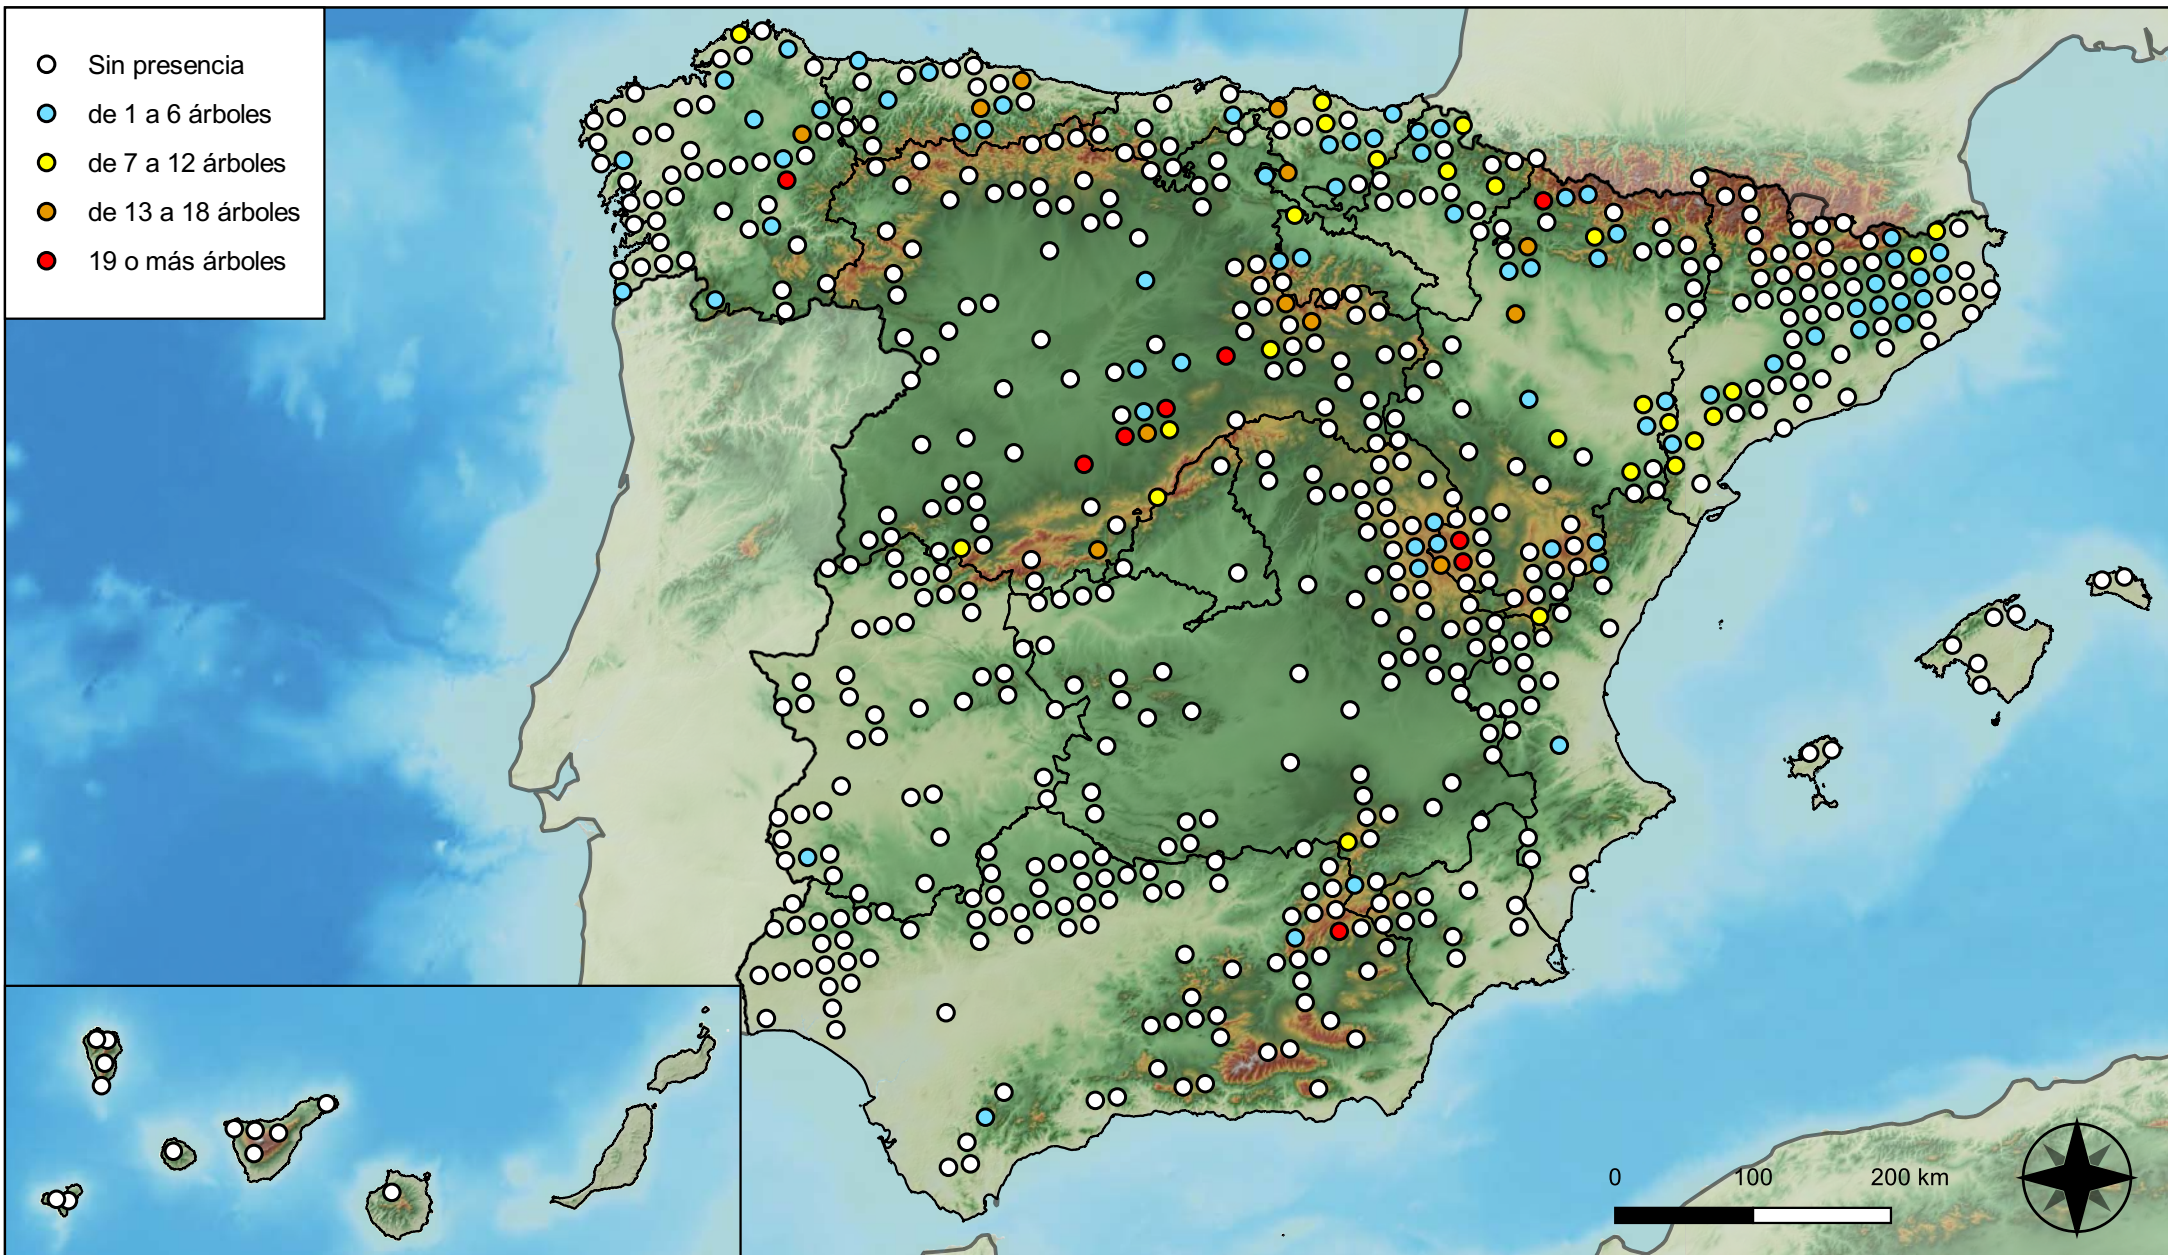 Sin presencia
de 1 a 6 árboles
de 7 a 12 árboles
de 13 a 18 árboles
19 o más árboles
0 100 200 km